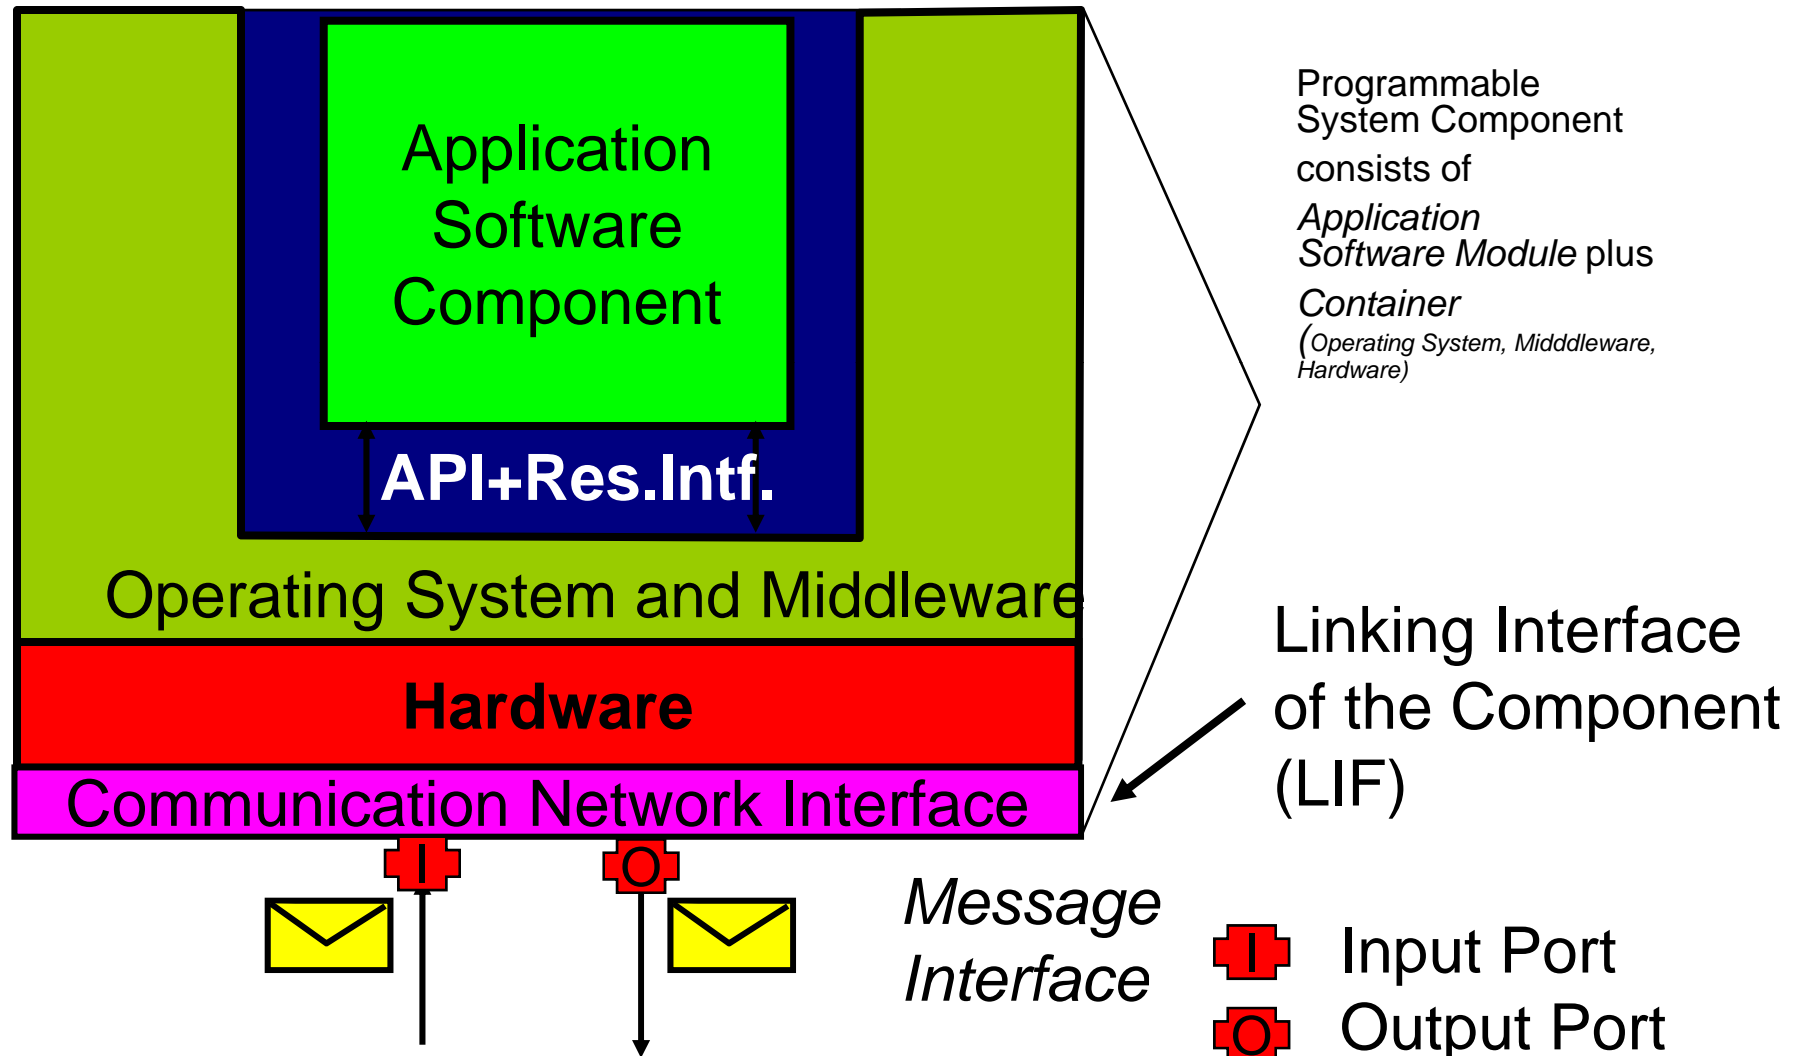 Application
Software
Component
API+Res.Intf.
Operating System and Middleware
Hardware
Communication Network Interface
I
O
Message
Interface
Programmable
System Component
consists of
Application
Software Module plus
Container
(Operating System, Midddleware,
Hardware)
Linking Interface
of the Component
(LIF)
I Input Port
O Output Port